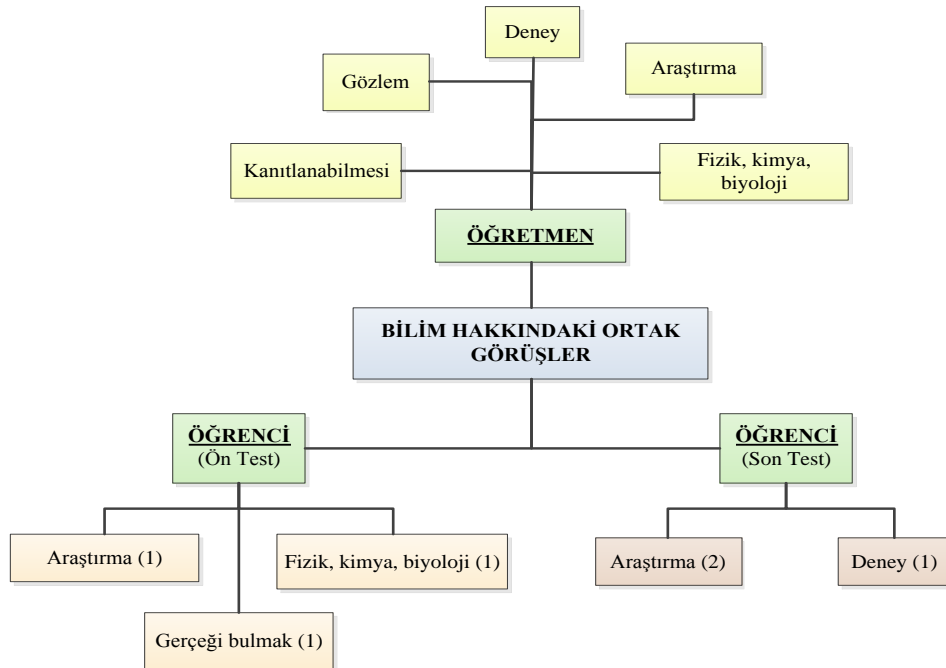 Deney
Gözlem
Araştırma
Kanıtlanabilmesi
Fizik, kimya,
biyoloji
ÖĞRETMEN
BİLİM HAKKINDAKİ ORTAK
GÖRÜŞLER
ÖĞRENCİ
(Ön Test)
ÖĞRENCİ
(Son Test)
Araştırma (1)
Fizik, kimya, biyoloji (1)
Araştırma (2)
Deney (1)
Gerçeği bulmak (1)